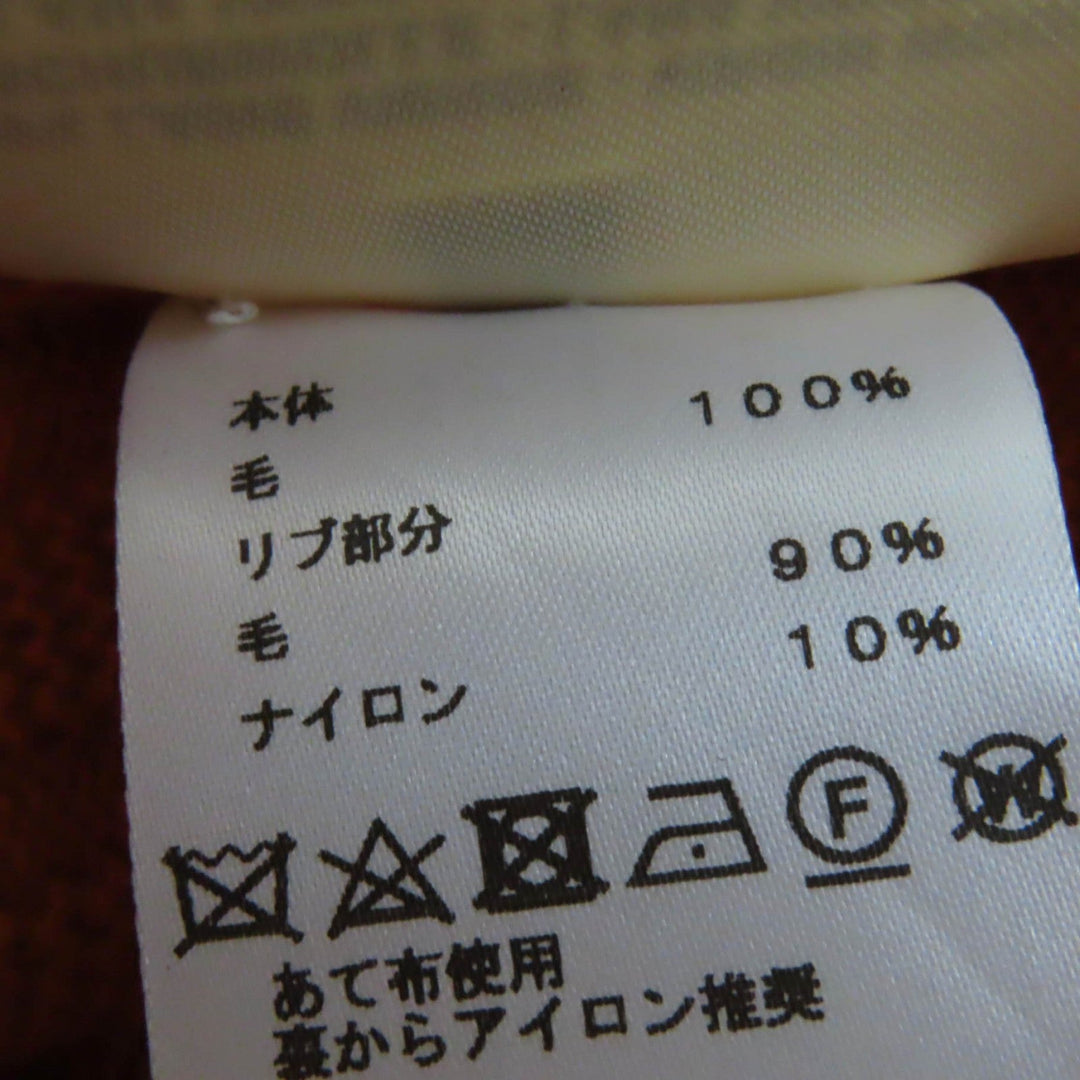 本体
毛 １００％
リブ部分
毛 ９０％
ナイロン １０％
F
W
あて布使用
裏からアイロン推奨